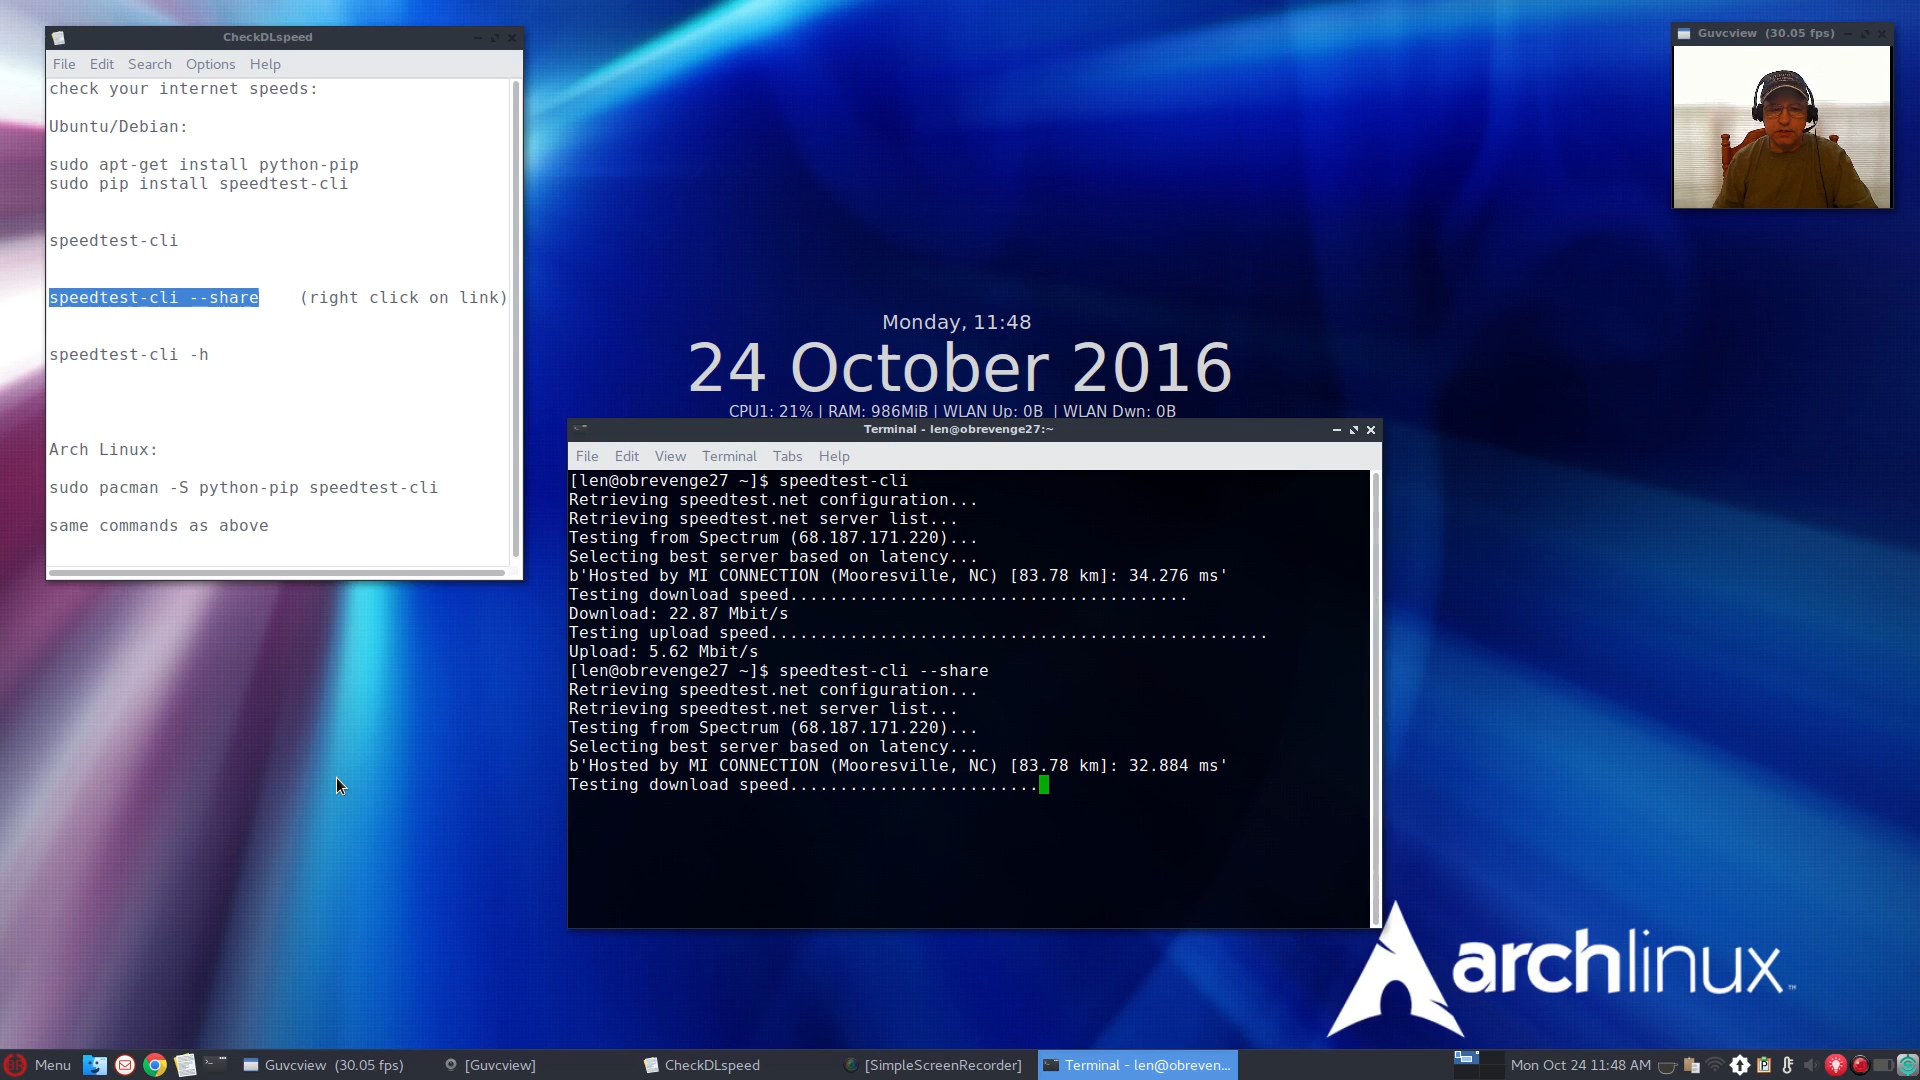 CheckDLspeed
File Edit Search Options Help
check your internet speeds:
Ubuntu/Debian:
sudo apt-get install python-pip
sudo pip install speedtest-cli
speedtest-cli
speedtest-cli --share    (right click on link)
speedtest-cli -h
Arch Linux:
sudo pacman -S python-pip speedtest-cli
same commands as above
Guvcview (30.05 fps)
Monday, 11:48
24 October 2016
CPU1: 21% | RAM: 986MiB | WLAN Up: 0B | WLAN Dwn: 0B
Terminal - len@obrevenge27:~
File Edit View Terminal Tabs Help
[len@obrevenge27 ~]$ speedtest-cli
Retrieving speedtest.net configuration...
Retrieving speedtest.net server list...
Testing from Spectrum (68.187.171.220)...
Selecting best server based on latency...
b'Hosted by MI CONNECTION (Mooresville, NC) [83.78 km]: 34.276 ms'
Testing download speed........................................
Download: 22.87 Mbit/s
Testing upload speed..................................................
Upload: 5.62 Mbit/s
[len@obrevenge27 ~]$ speedtest-cli --share
Retrieving speedtest.net configuration...
Retrieving speedtest.net server list...
Testing from Spectrum (68.187.171.220)...
Selecting best server based on latency...
b'Hosted by MI CONNECTION (Mooresville, NC) [83.78 km]: 32.884 ms'
Testing download speed.........................
archlinux™
Menu Guvcview (30.05 fps) [Guvcview] CheckDLspeed [SimpleScreenRecorder] Terminal - len@obreven... Mon Oct 24 11:48 AM